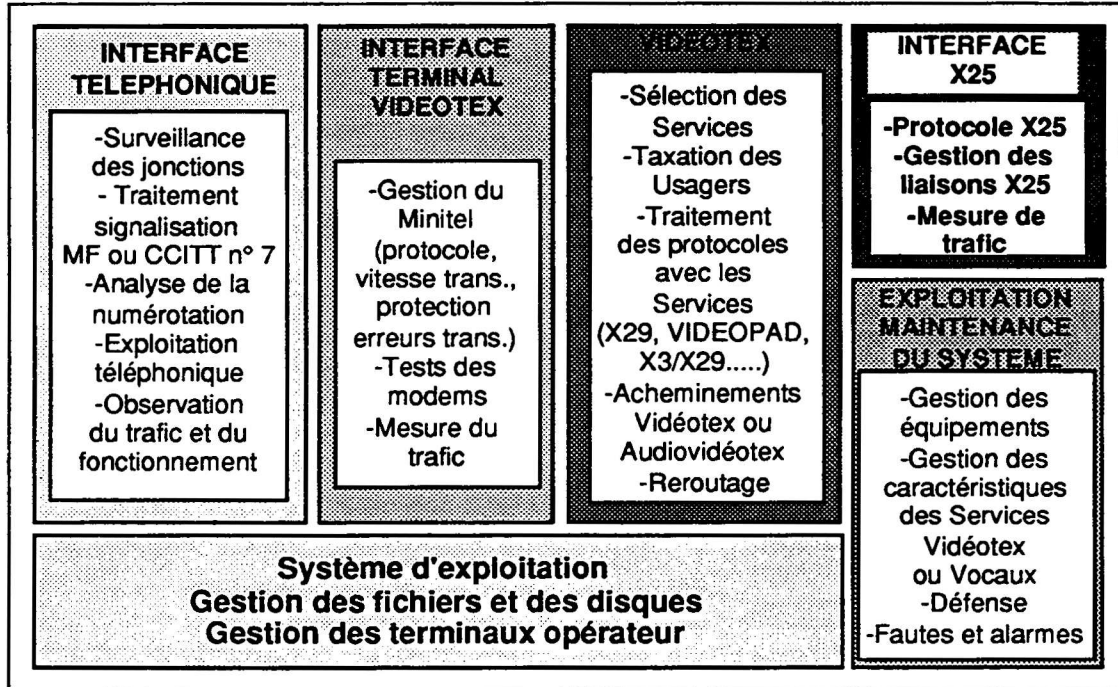 INTERFACE
TELEPHONIQUE
-Surveillance
des jonctions
- Traitement
signalisation
MF ou CCITT n° 7
-Analyse de la
numérotation
-Exploitation
téléphonique
-Observation
du trafic et du
fonctionnement
INTERFACE
TERMINAL
VIDEOTEX
-Gestion du
Minitel
(protocole,
vitesse trans.,
protection
erreurs trans.)
-Tests des
modems
-Mesure du
trafic
VIDEOTEX
-Sélection des
Services
-Taxation des
Usagers
-Traitement
des protocoles
avec les
Services
(X29, VIDEOPAD,
X3/X29.....)
-Acheminements
Vidéotex ou
Audiovidéotex
-Reroutage
INTERFACE
X25
-Protocole X25
-Gestion des
liaisons X25
-Mesure de
trafic
EXPLOITATION
MAINTENANCE
DU SYSTEME
-Gestion des
équipements
-Gestion des
caractéristiques
des Services
Vidéotex
ou Vocaux
-Défense
-Fautes et alarmes
Système d'exploitation
Gestion des fichiers et des disques
Gestion des terminaux opérateur